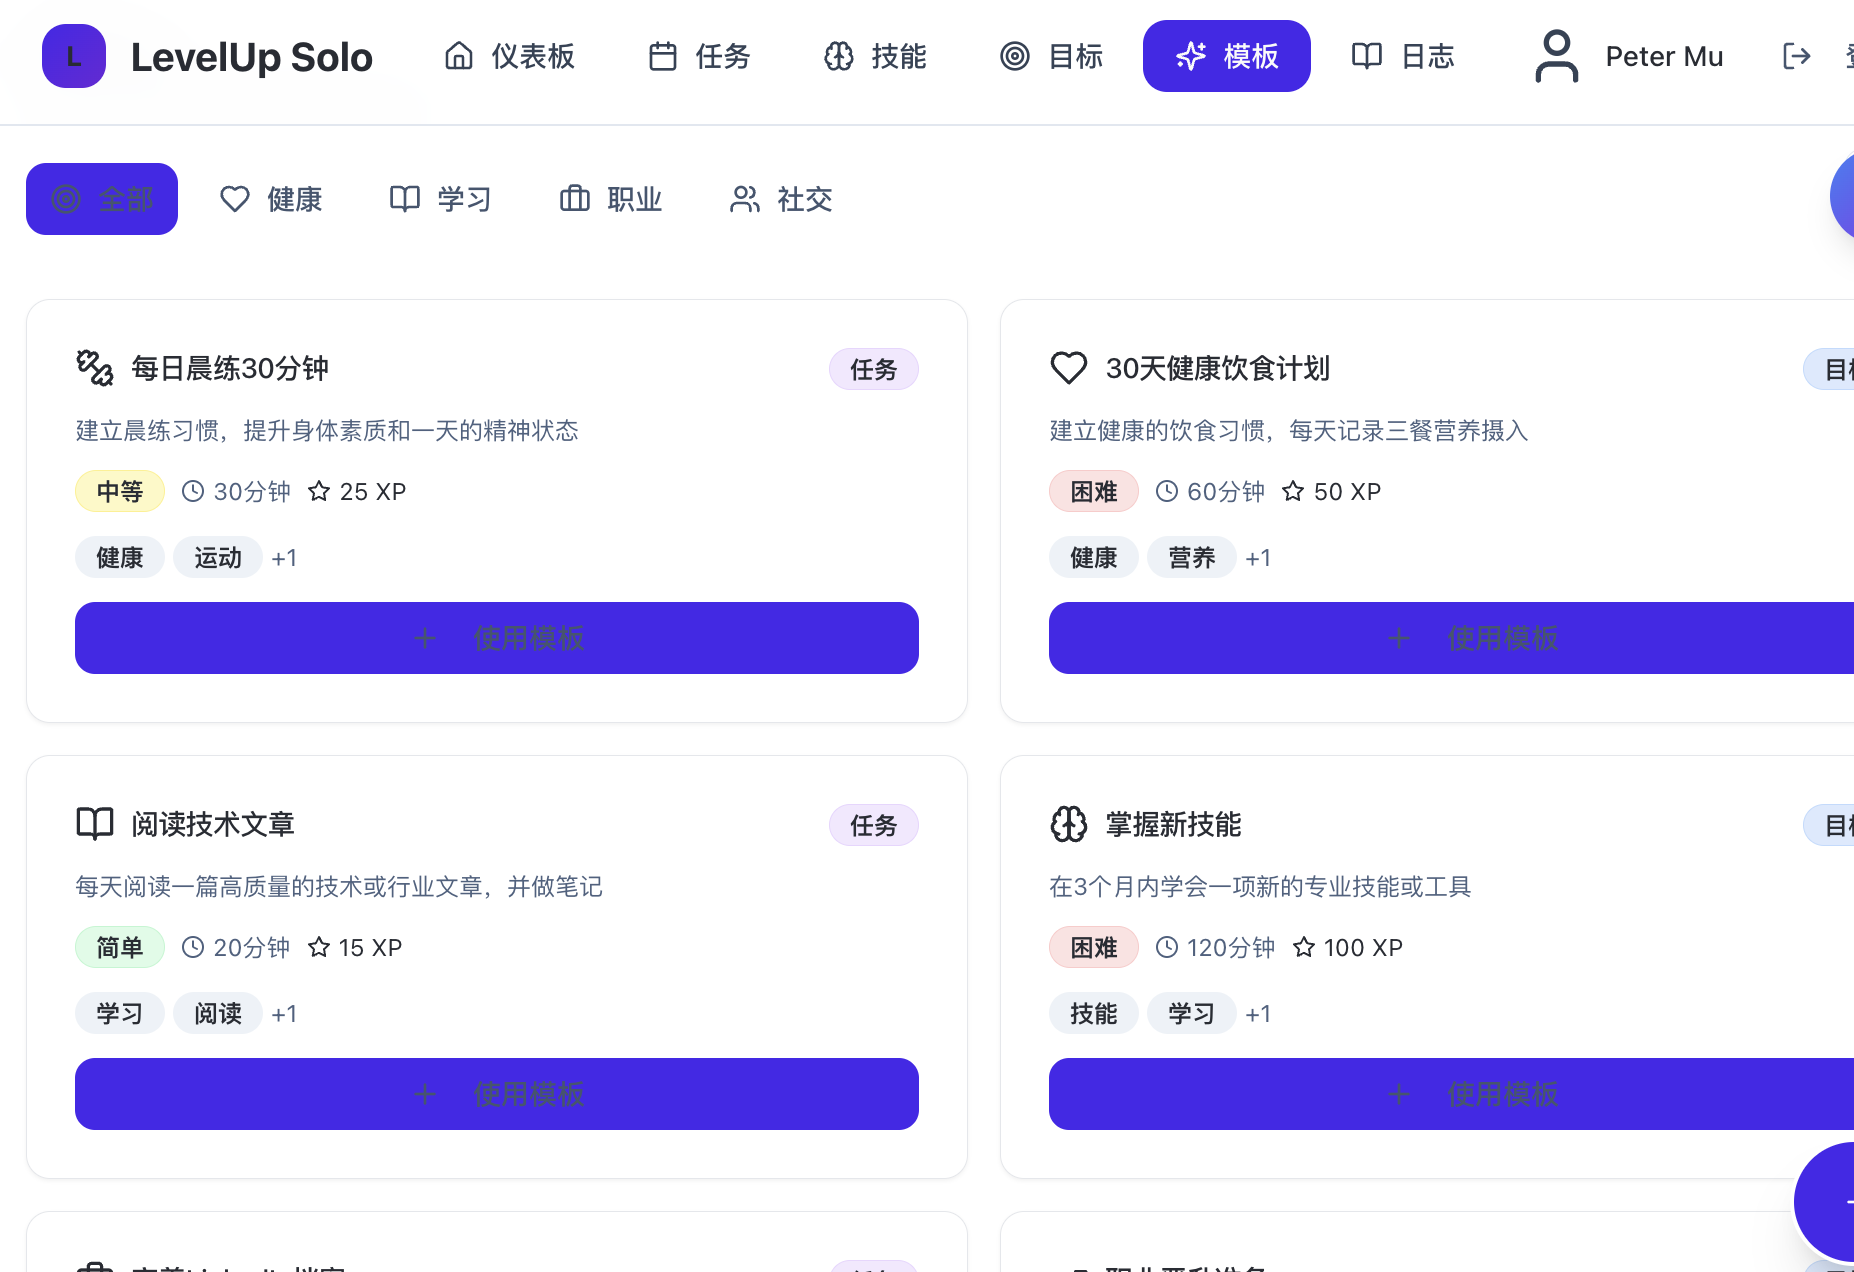 L LevelUp Solo 仪表板 任务 技能 目标 模板 日志 Peter Mu
全部 健康 学习 职业 社交
每日晨练30分钟 任务
建立晨练习惯，提升身体素质和一天的精神状态
中等 30分钟 25 XP
健康 运动 +1
+ 使用模板
30天健康饮食计划
建立健康的饮食习惯，每天记录三餐营养摄入
困难 60分钟 50 XP
健康 营养 +1
+ 使用模板
阅读技术文章 任务
每天阅读一篇高质量的技术或行业文章，并做笔记
简单 20分钟 15 XP
学习 阅读 +1
+ 使用模板
掌握新技能
在3个月内学会一项新的专业技能或工具
困难 120分钟 100 XP
技能 学习 +1
+ 使用模板